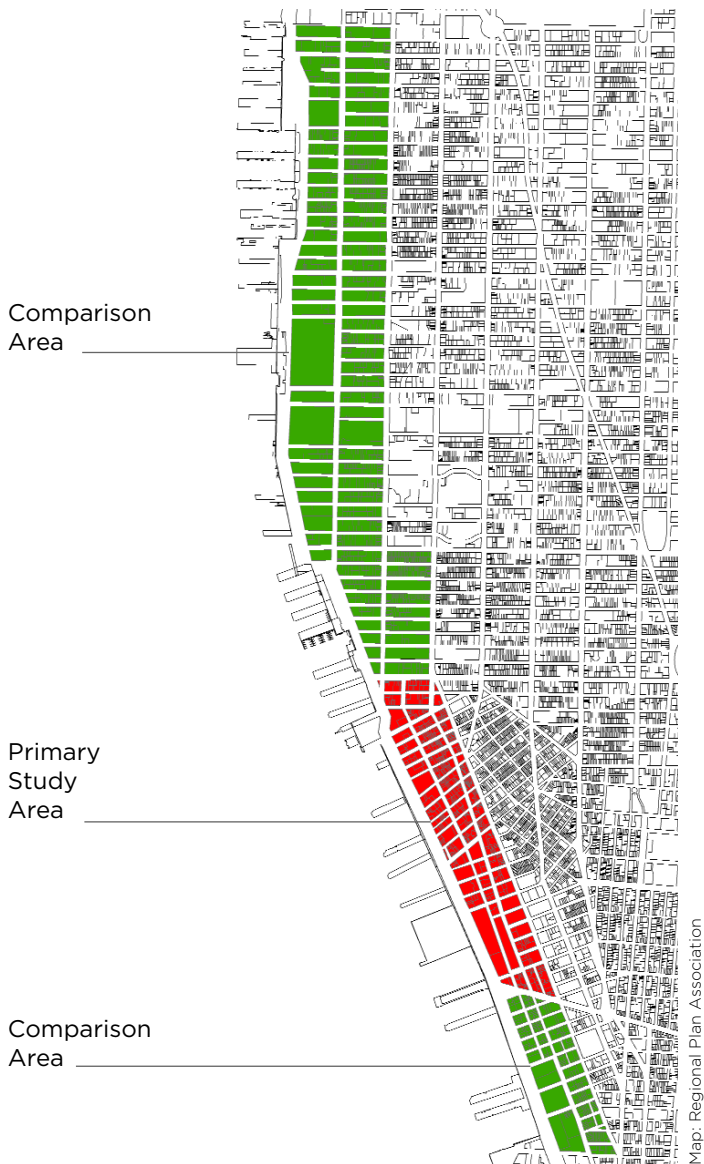 Comparison
Area
Primary
Study
Area
Comparison
Area
Map: Regional Plan Association